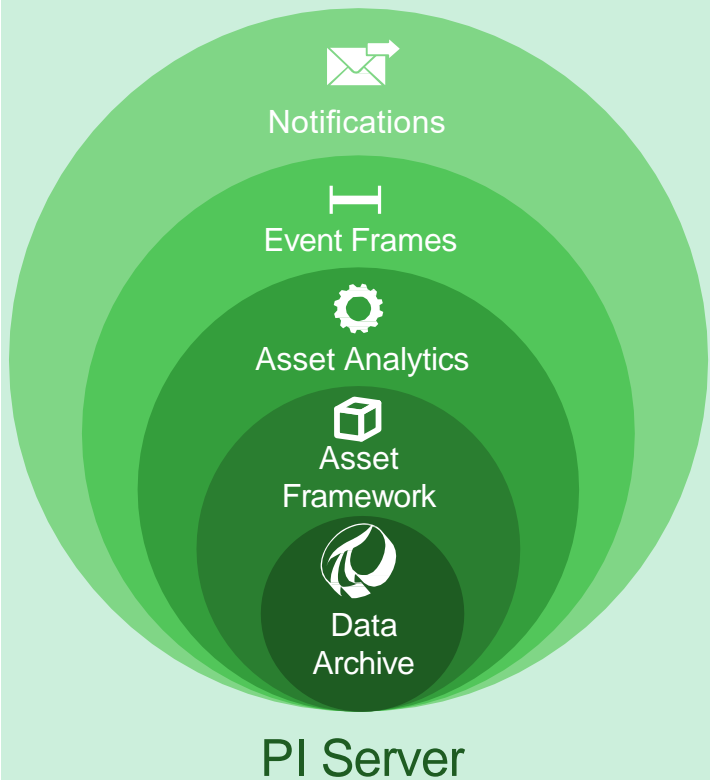 Notifications
Event Frames
Asset Analytics
Asset
Framework
Data
Archive
PI Server